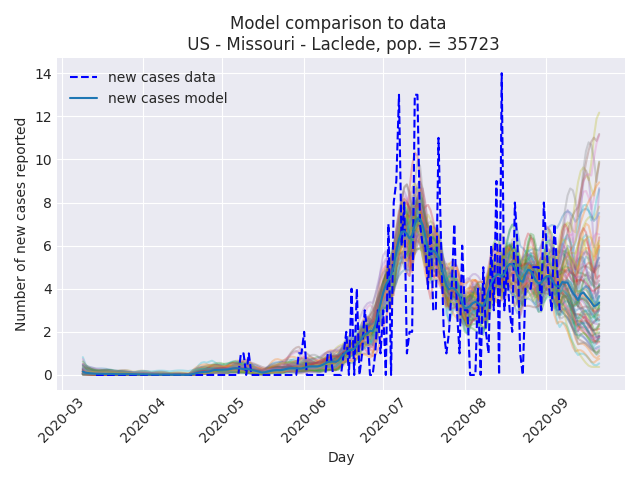 Model comparison to data
US - Missouri - Laclede, pop. = 35723
new cases data
new cases model
Number of new cases reported
14
12
10
8
6
4
2
0
2020-03
2020-04
2020-05
2020-06
2020-07
2020-08
2020-09
Day